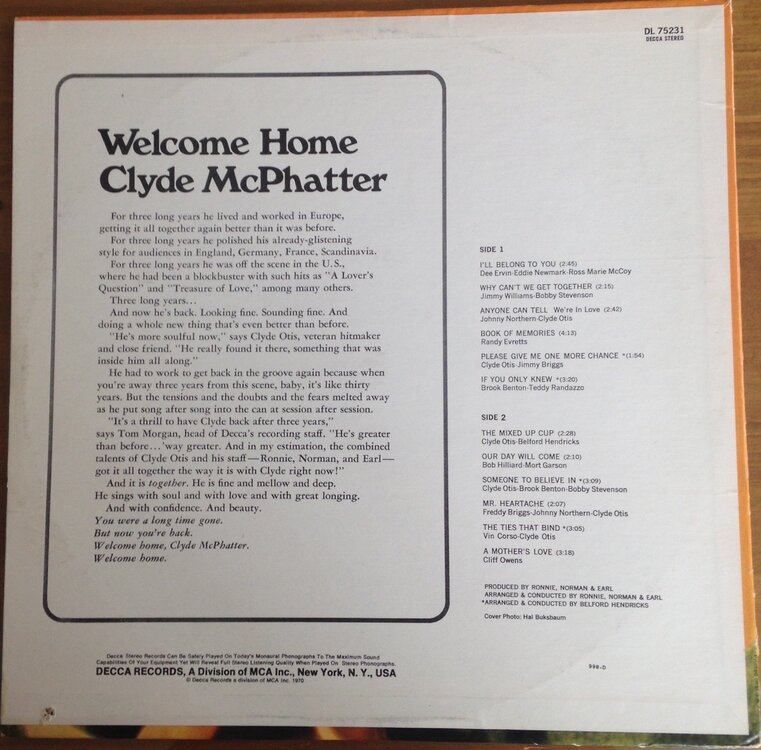 DL 75231
DECCA STEREO
Welcome Home
Clyde McPhatter
For three long years he lived and worked in Europe,
getting it all together again better than it was before.
For three long years he polished his already-glistening
style for audiences in England, Germany, France, Scandinavia.
For three long years he was off the scene in the U.S.,
where he had been a blockbuster with such hits as "A Lover's
Question" and "Treasure of Love," among many others.
Three long years...
And now he's back. Looking fine. Sounding fine. And
doing a whole new thing that's even better than before.
"He's more soulful now," says Clyde Otis, veteran hitmaker
and close friend. "He really found it there, something that was
inside him all along."
He had to work to get back in the groove again because when
you're away three years from this scene, baby, it's like thirty
years. But the tensions and the doubts and the fears melted away
as he put song after song into the can at session after session.
"It's a thrill to have Clyde back after three years,"
says Tom Morgan, head of Decca's recording staff. "He's greater
than before...'way greater. And in my estimation, the combined
talents of Clyde Otis and his staff—Ronnie, Norman, and Earl—
got it all together the way it is with Clyde right now!"
And it is together. He is fine and mellow and deep.
He sings with soul and with love and with great longing.
And with confidence. And beauty.
You were a long time gone.
But now you're back.
Welcome home, Clyde McPhatter.
Welcome home.
SIDE 1
I'LL BELONG TO YOU (2:45)
Dee Ervin-Eddie Newmark-Ross Marie McCoy
WHY CAN'T WE GET TOGETHER (2:15)
Jimmy Williams-Bobby Stevenson
ANYONE CAN TELL We're In Love (2:42)
Johnny Northern-Clyde Otis
BOOK OF MEMORIES (4:13)
Randy Evretts
PLEASE GIVE ME ONE MORE CHANCE *(1:54)
Clyde Otis-Jimmy Briggs
IF YOU ONLY KNEW *(3:20)
Brook Benton-Teddy Randazzo
SIDE 2
THE MIXED UP CUP (2:28)
Clyde Otis-Belford Hendricks
OUR DAY WILL COME (2:10)
Bob Hilliard-Mort Garson
SOMEONE TO BELIEVE IN *(3:09)
Clyde Otis-Brook Benton-Bobby Stevenson
MR. HEARTACHE (2:07)
Freddy Briggs-Johnny Northern-Clyde Otis
THE TIES THAT BIND *(3:05)
Vin Corso-Clyde Otis
A MOTHER'S LOVE (3:18)
Cliff Owens
PRODUCED BY RONNIE, NORMAN & EARL
ARRANGED & CONDUCTED BY RONNIE, NORMAN & EARL
*ARRANGED & CONDUCTED BY BELFORD HENDRICKS
Cover Photo: Hal Buksbaum
Decca Stereo Records Can Be Safely Played On Today's Monaural Phonographs To The Maximum Sound
Capabilities Of Your Equipment Yet Will Reveal Full Stereo Listening Quality When Played On Stereo Phonographs.
DECCA RECORDS, A Division of MCA Inc., New York, N. Y., USA
© Decca Records a division of MCA Inc. 1970
998-D